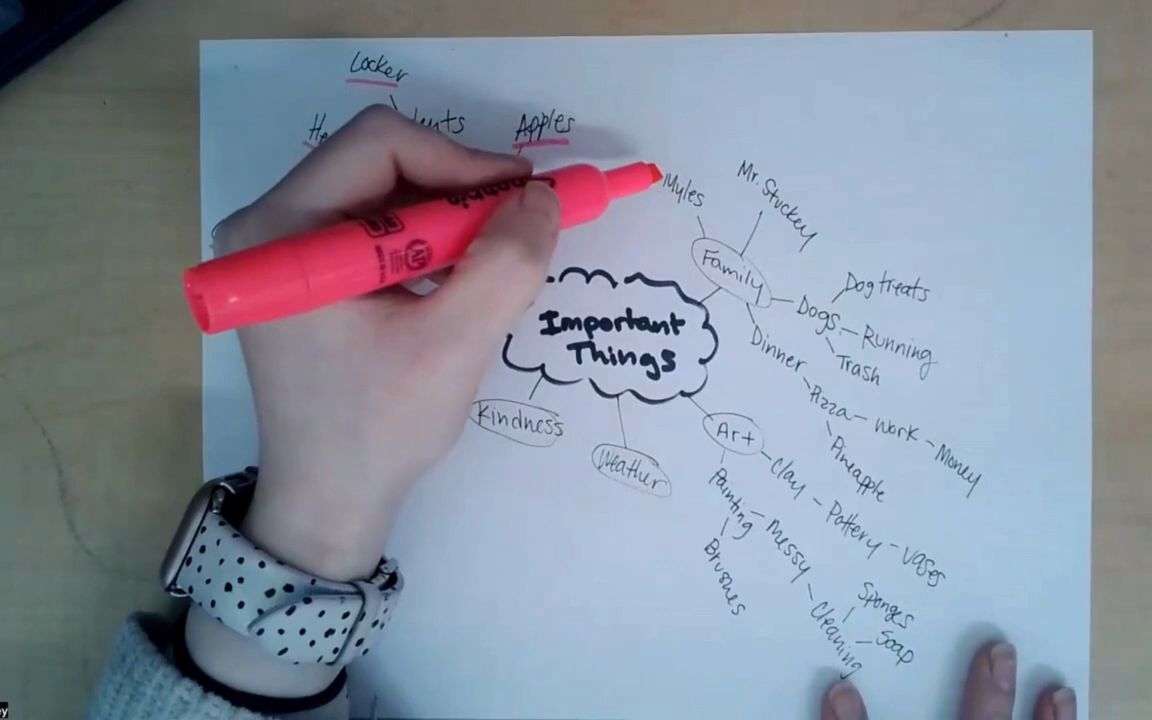 Locker
Apples
Myles
Mr. Stuckey
Family
Dogs
Dog treats
Running
Trash
Dinner
Pizza
Work
Money
Pineapple
Important
Things
Kindness
Weather
Art
Clay
Pottery
Vases
Painting
Brushes
Messy
Cleaning
Sponges
Soap